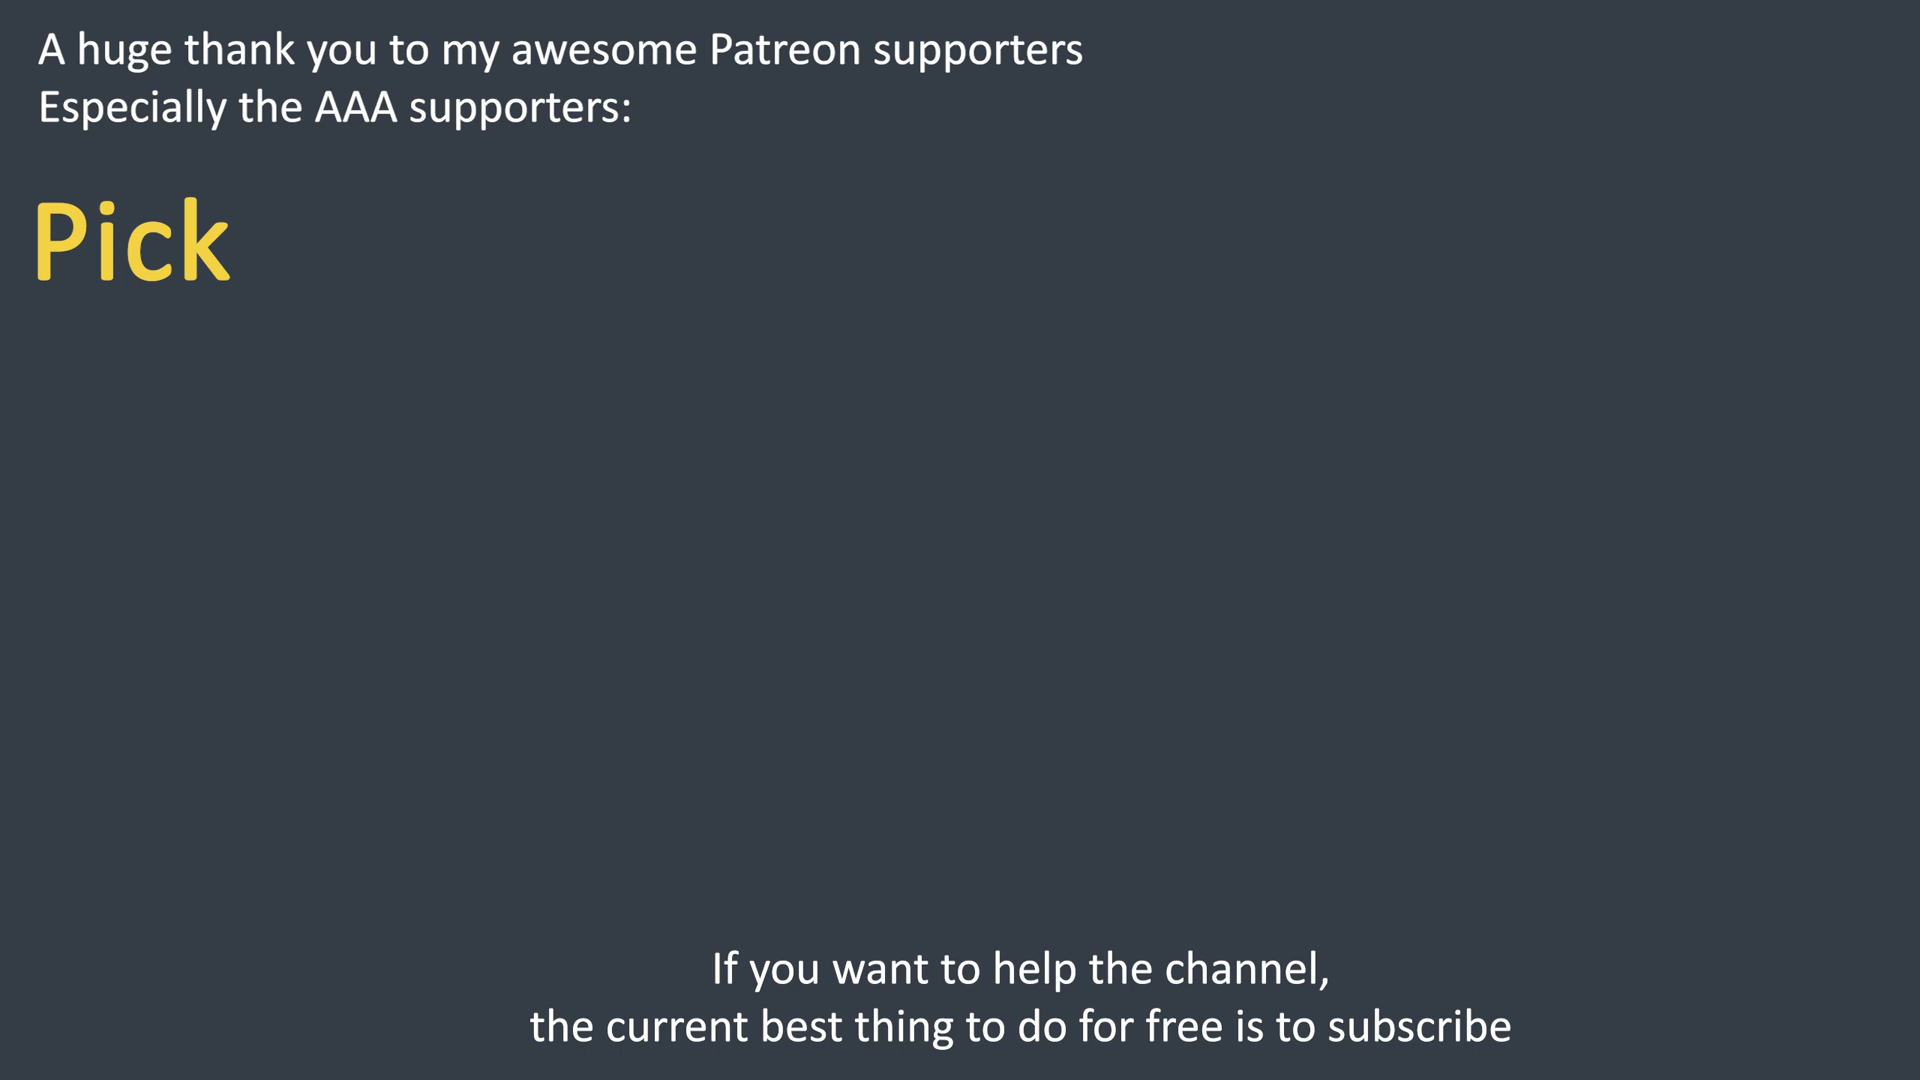 A huge thank you to my awesome Patreon supporters
Especially the AAA supporters:
Pick
If you want to help the channel,
the current best thing to do for free is to subscribe